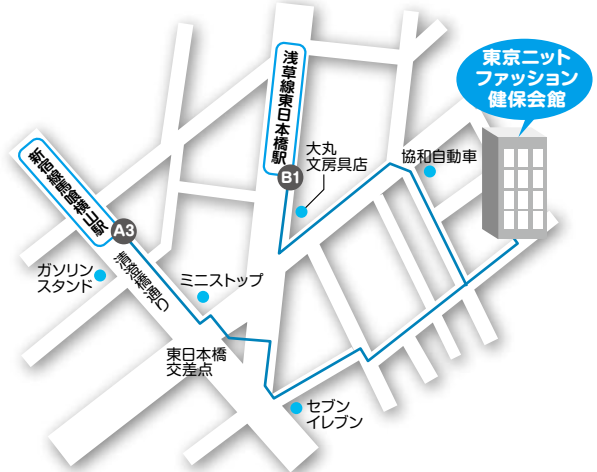 東京ニット
ファッション
健保会館
浅草線東日本橋駅
B1
大丸
文房具店
協和自動車
新宿線馬喰横山駅
A3
清澄橋通り
ガソリン
スタンド
ミニストップ
東日本橋
交差点
セブン
イレブン